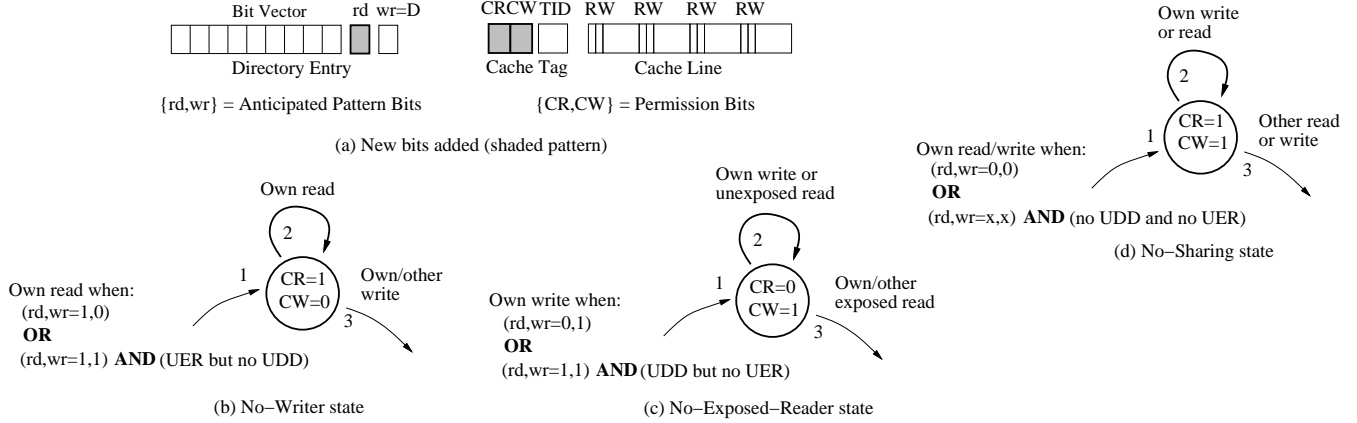 Bit Vector rd wr=D
Directory Entry
{rd,wr} = Anticipated Pattern Bits
CRCW TID RW RW RW RW
Cache Tag Cache Line
{CR,CW} = Permission Bits
(a) New bits added (shaded pattern)
Own read
2
1
CR=1
CW=0
Own/other
write
3
Own read when:
(rd,wr=1,0)
OR
(rd,wr=1,1) AND (UER but no UDD)
(b) No−Writer state
Own write or
unexposed read
2
1
CR=0
CW=1
Own/other
exposed read
3
Own write when:
(rd,wr=0,1)
OR
(rd,wr=1,1) AND (UDD but no UER)
(c) No−Exposed−Reader state
Own write
or read
2
1
CR=1
CW=1
Other read
or write
3
Own read/write when:
(rd,wr=0,0)
OR
(rd,wr=x,x) AND (no UDD and no UER)
(d) No−Sharing state